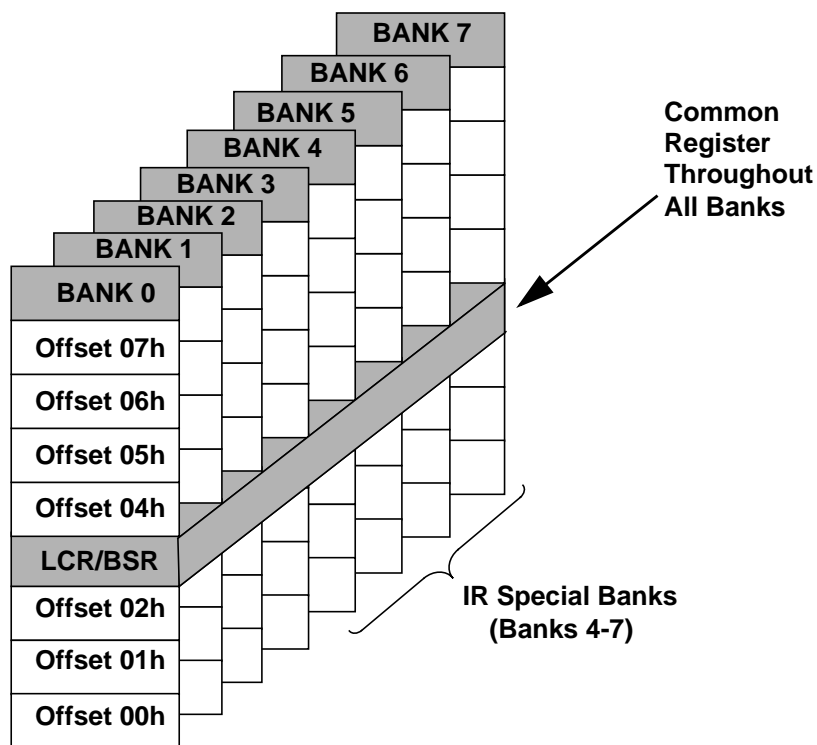 BANK 7
BANK 6
BANK 5
BANK 4
BANK 3
BANK 2
BANK 1
BANK 0
Offset 07h
Offset 06h
Offset 05h
Offset 04h
LCR/BSR
Offset 02h
Offset 01h
Offset 00h
Common
Register
Throughout
All Banks
IR Special Banks
(Banks 4-7)